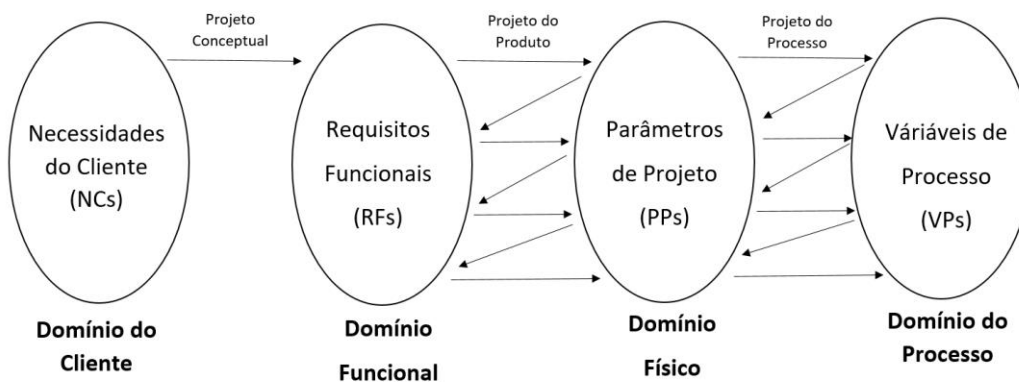 Projeto
Conceptual
Projeto do
Produto
Projeto do
Processo
Necessidades
do Cliente
(NCs)
Requisitos
Funcionais
(RFs)
Parâmetros
de Projeto
(PPs)
Váriáveis de
Processo
(VPs)
Domínio do
Cliente
Domínio
Funcional
Domínio
Físico
Domínio do
Processo